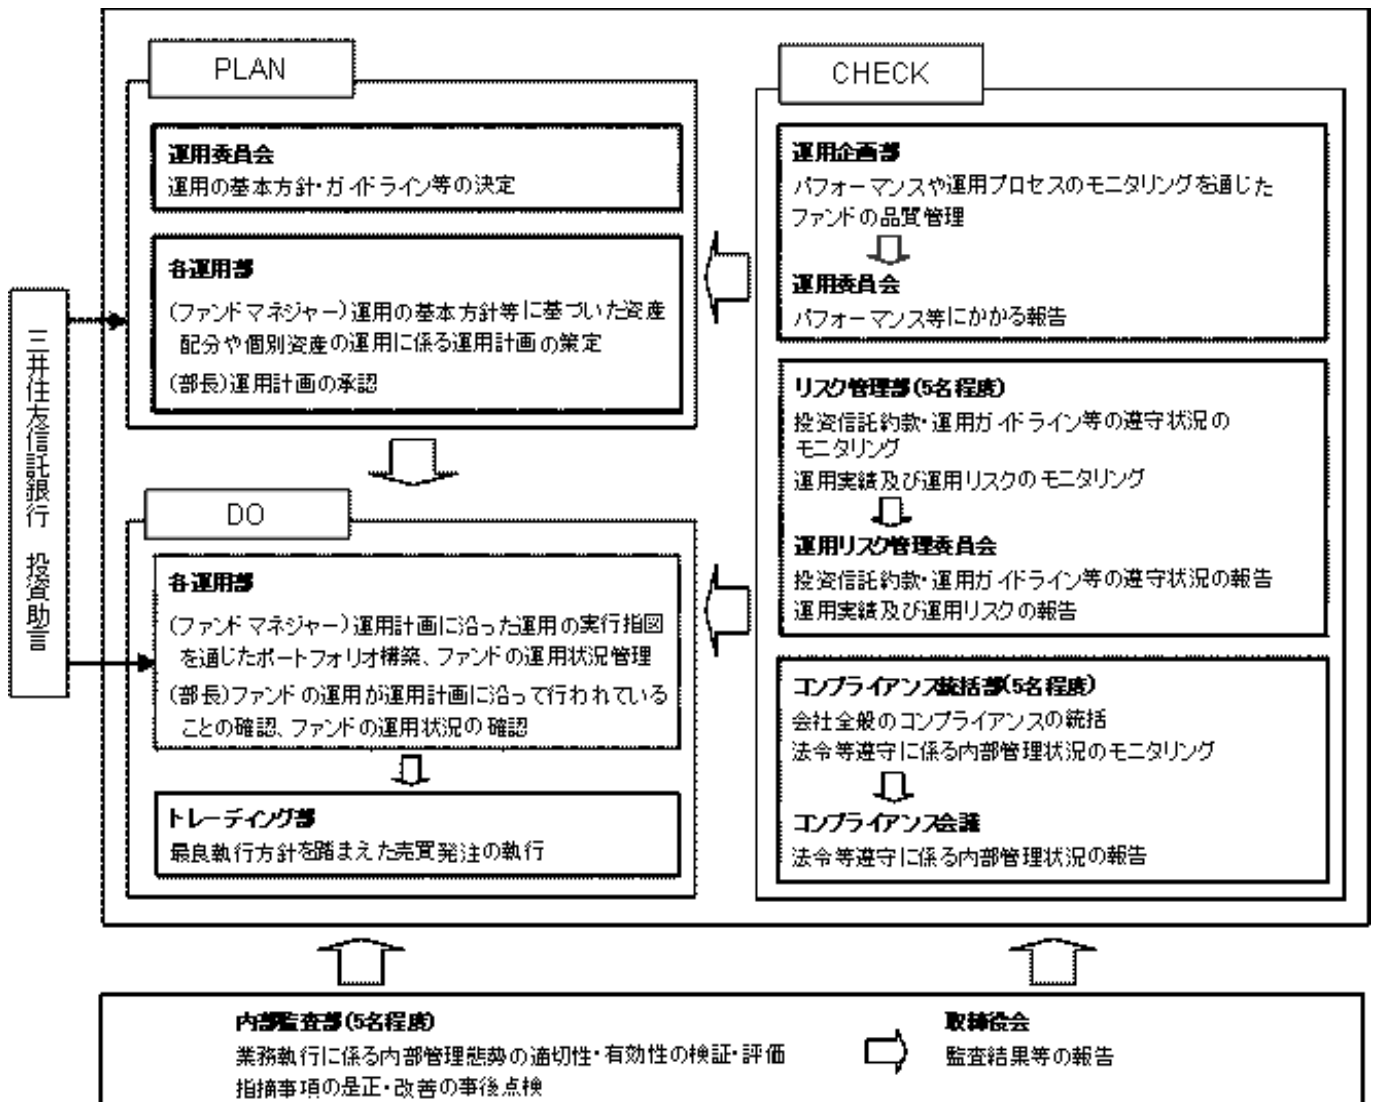 三井住友信託銀行　投資助言
PLAN
運用委員会
運用の基本方針・ガイドライン等の決定
各運用部
(ファンドマネジャー)運用の基本方針等に基づいた資産
配分や個別資産の運用に係る運用計画の策定
(部長)運用計画の承認
DO
各運用部
(ファンドマネジャー)運用計画に沿った運用の実行指図
を通じたポートフォリオ構築、ファンドの運用状況管理
(部長)ファンドの運用が運用計画に沿って行われている
ことの確認、ファンドの運用状況の確認
トレーディング部
最良執行方針を踏まえた売買発注の執行
CHECK
運用企画部
パフォーマンスや運用プロセスのモニタリングを通じた
ファンドの品質管理
運用委員会
パフォーマンス等にかかる報告
リスク管理部(5名程度)
投資信託約款・運用ガイドライン等の遵守状況の
モニタリング
運用実績及び運用リスクのモニタリング
運用リスク管理委員会
投資信託約款・運用ガイドライン等の遵守状況の報告
運用実績及び運用リスクの報告
コンプライアンス統括部(5名程度)
会社全般のコンプライアンスの統括
法令等遵守に係る内部管理状況のモニタリング
コンプライアンス会議
法令等遵守に係る内部管理状況の報告
内部監査部(5名程度)
業務執行に係る内部管理態勢の適切性・有効性の検証・評価
指摘事項の是正・改善の事後点検
取締役会
監査結果等の報告